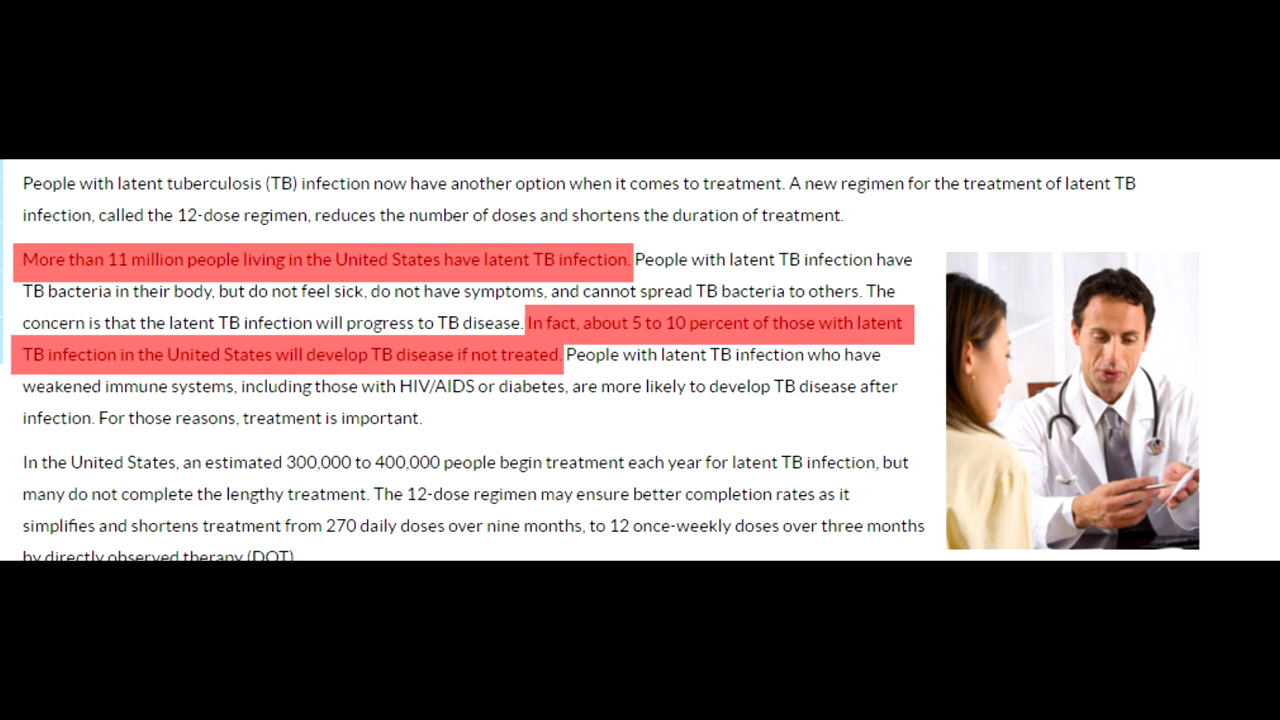 People with latent tuberculosis (TB) infection now have another option when it comes to treatment. A new regimen for the treatment of latent TB
infection, called the 12-dose regimen, reduces the number of doses and shortens the duration of treatment.
More than 11 million people living in the United States have latent TB infection. People with latent TB infection have
TB bacteria in their body, but do not feel sick, do not have symptoms, and cannot spread TB bacteria to others. The
concern is that the latent TB infection will progress to TB disease. In fact, about 5 to 10 percent of those with latent
TB infection in the United States will develop TB disease if not treated. People with latent TB infection who have
weakened immune systems, including those with HIV/AIDS or diabetes, are more likely to develop TB disease after
infection. For those reasons, treatment is important.
In the United States, an estimated 300,000 to 400,000 people begin treatment each year for latent TB infection, but
many do not complete the lengthy treatment. The 12-dose regimen may ensure better completion rates as it
simplifies and shortens treatment from 270 daily doses over nine months, to 12 once-weekly doses over three months
by directly observed therapy (DOT)